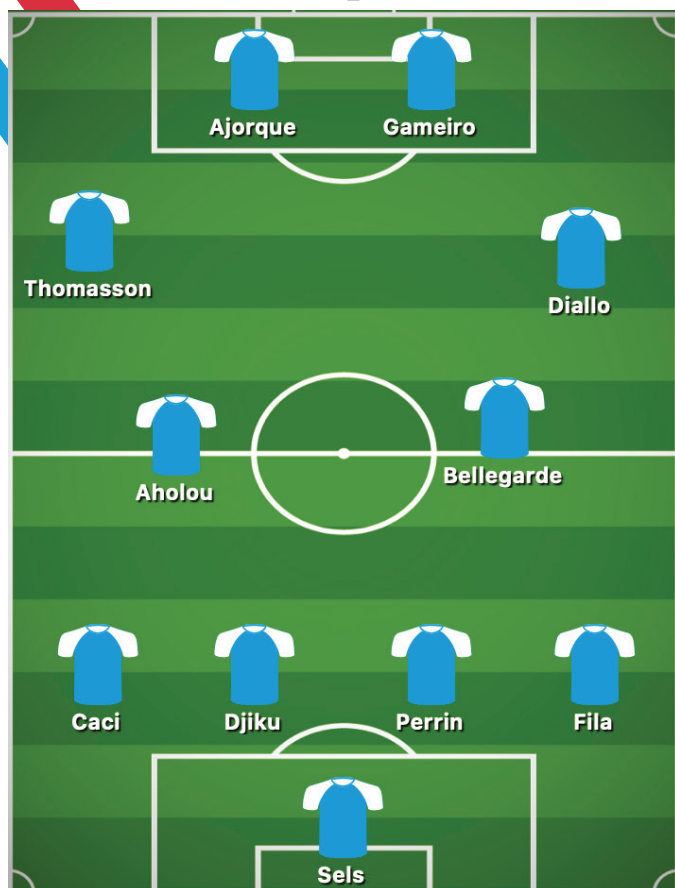 Ajorque Gameiro
Thomasson
Diallo
Bellegarde
Aholou
Caci Djiku Perrin Fila
Sels